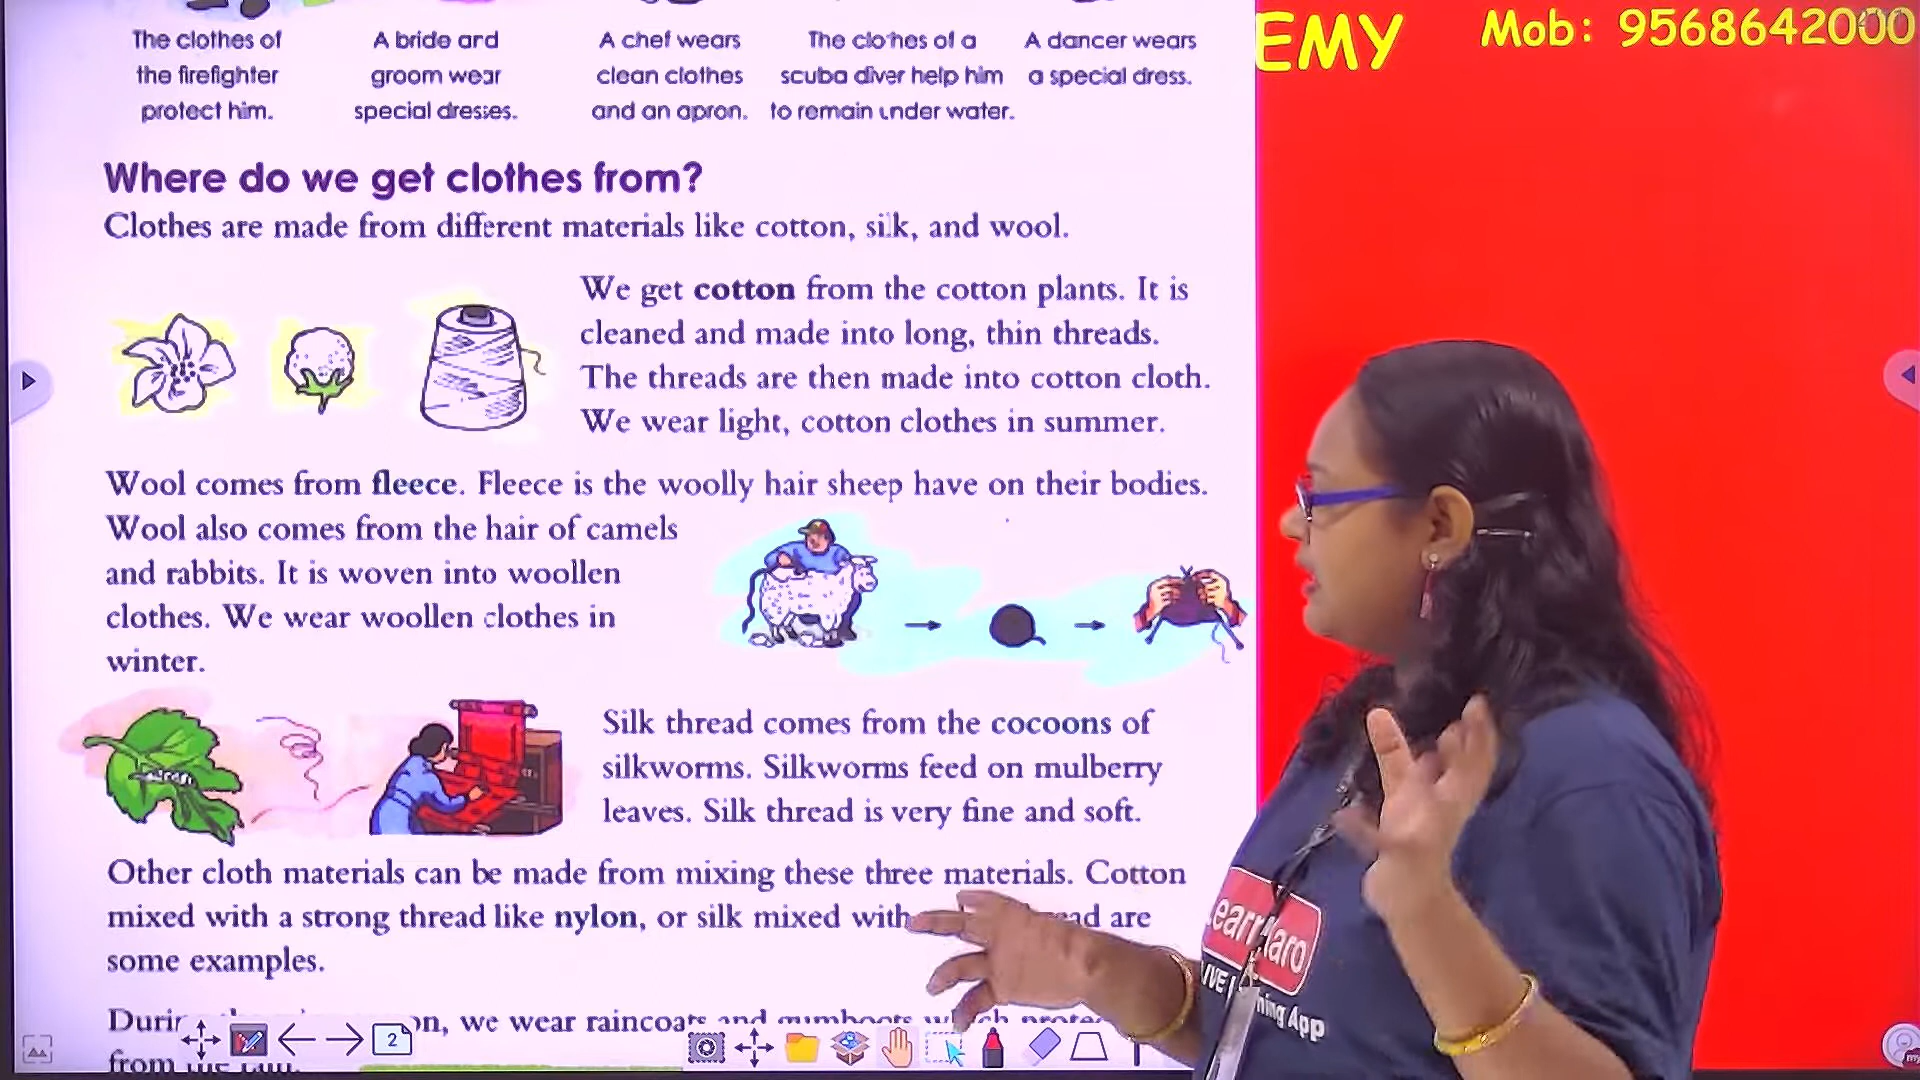 The clothes of
the firefighter
protect him.
A bride and
groom wear
special dresses.
A chef wears
clean clothes
and an apron.
The clothes of a
scuba diver help him
to remain under water.
A dancer wears
a special dress.
EMY
Mob: 9568642000
Where do we get clothes from?
Clothes are made from different materials like cotton, silk, and wool.
We get cotton from the cotton plants. It is
cleaned and made into long, thin threads.
The threads are then made into cotton cloth.
We wear light, cotton clothes in summer.
Wool comes from fleece. Fleece is the woolly hair sheep have on their bodies.
Wool also comes from the hair of camels
and rabbits. It is woven into woollen
clothes. We wear woollen clothes in
winter.
Silk thread comes from the cocoons of
silkworms. Silkworms feed on mulberry
leaves. Silk thread is very fine and soft.
Other cloth materials can be made from mixing these three materials. Cotton
mixed with a strong thread like nylon, or silk mixed with are
some examples.
we wear raincoats and gumboots which
from the rain.
2
App